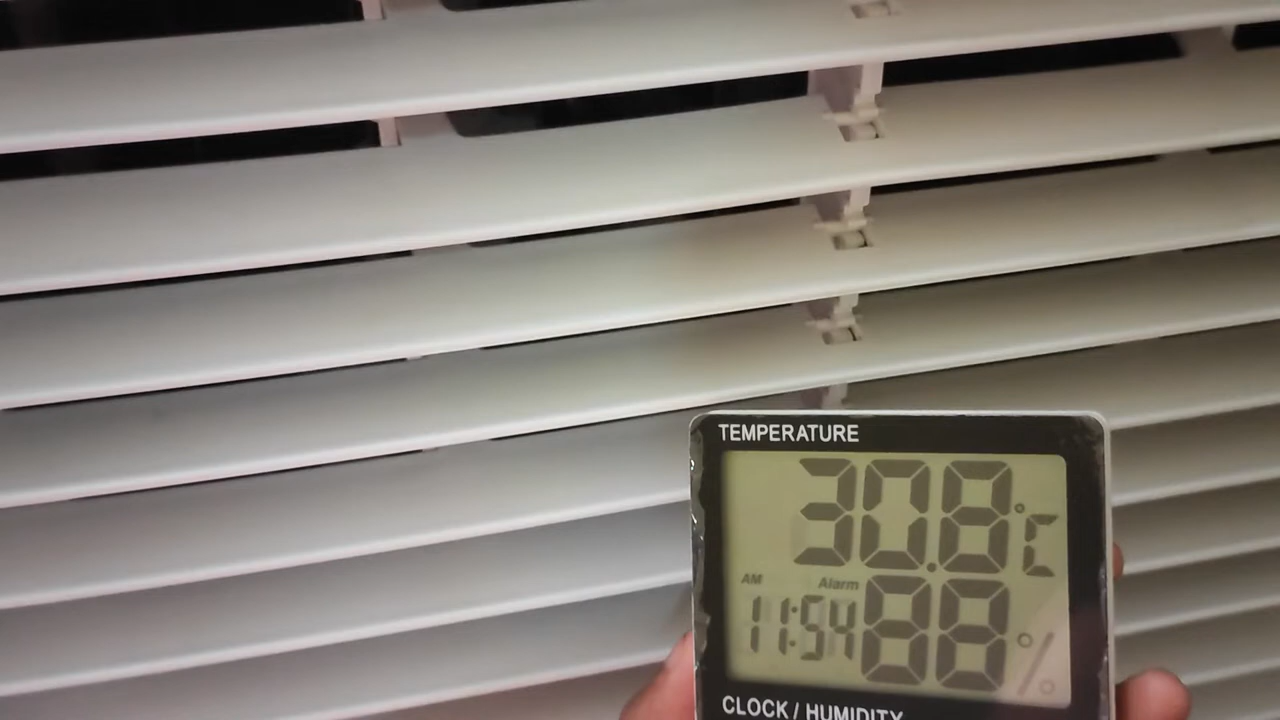 TEMPERATURE
30.8°C
AM Alarm
11:54 88%
CLOCK / HUMIDITY